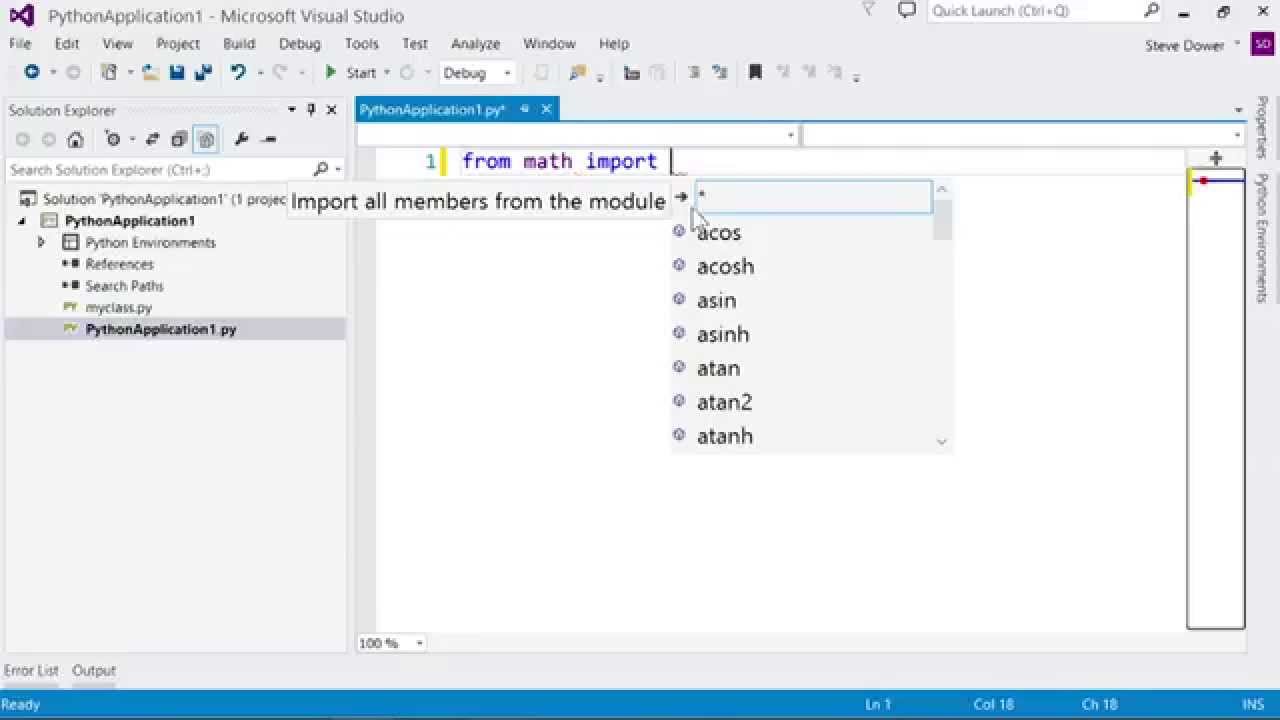 PythonApplication1 - Microsoft Visual Studio
Quick Launch (Ctrl+Q)
File Edit View Project Build Debug Tools Test Analyze Window Help
Steve Dower SD
Start Debug
Solution Explorer
PythonApplication1.py*
Search Solution Explorer (Ctrl+;)
1 from math import
Solution 'PythonApplication1' (1 projec
Import all members from the module
*
PythonApplication1
acos
Python Environments
acosh
References
Search Paths
asin
myclass.py
asinh
PythonApplication1.py
atan
atan2
atanh
Properties
Python Environments
100 %
Error List Output
Ready Ln 1 Col 18 Ch 18 INS